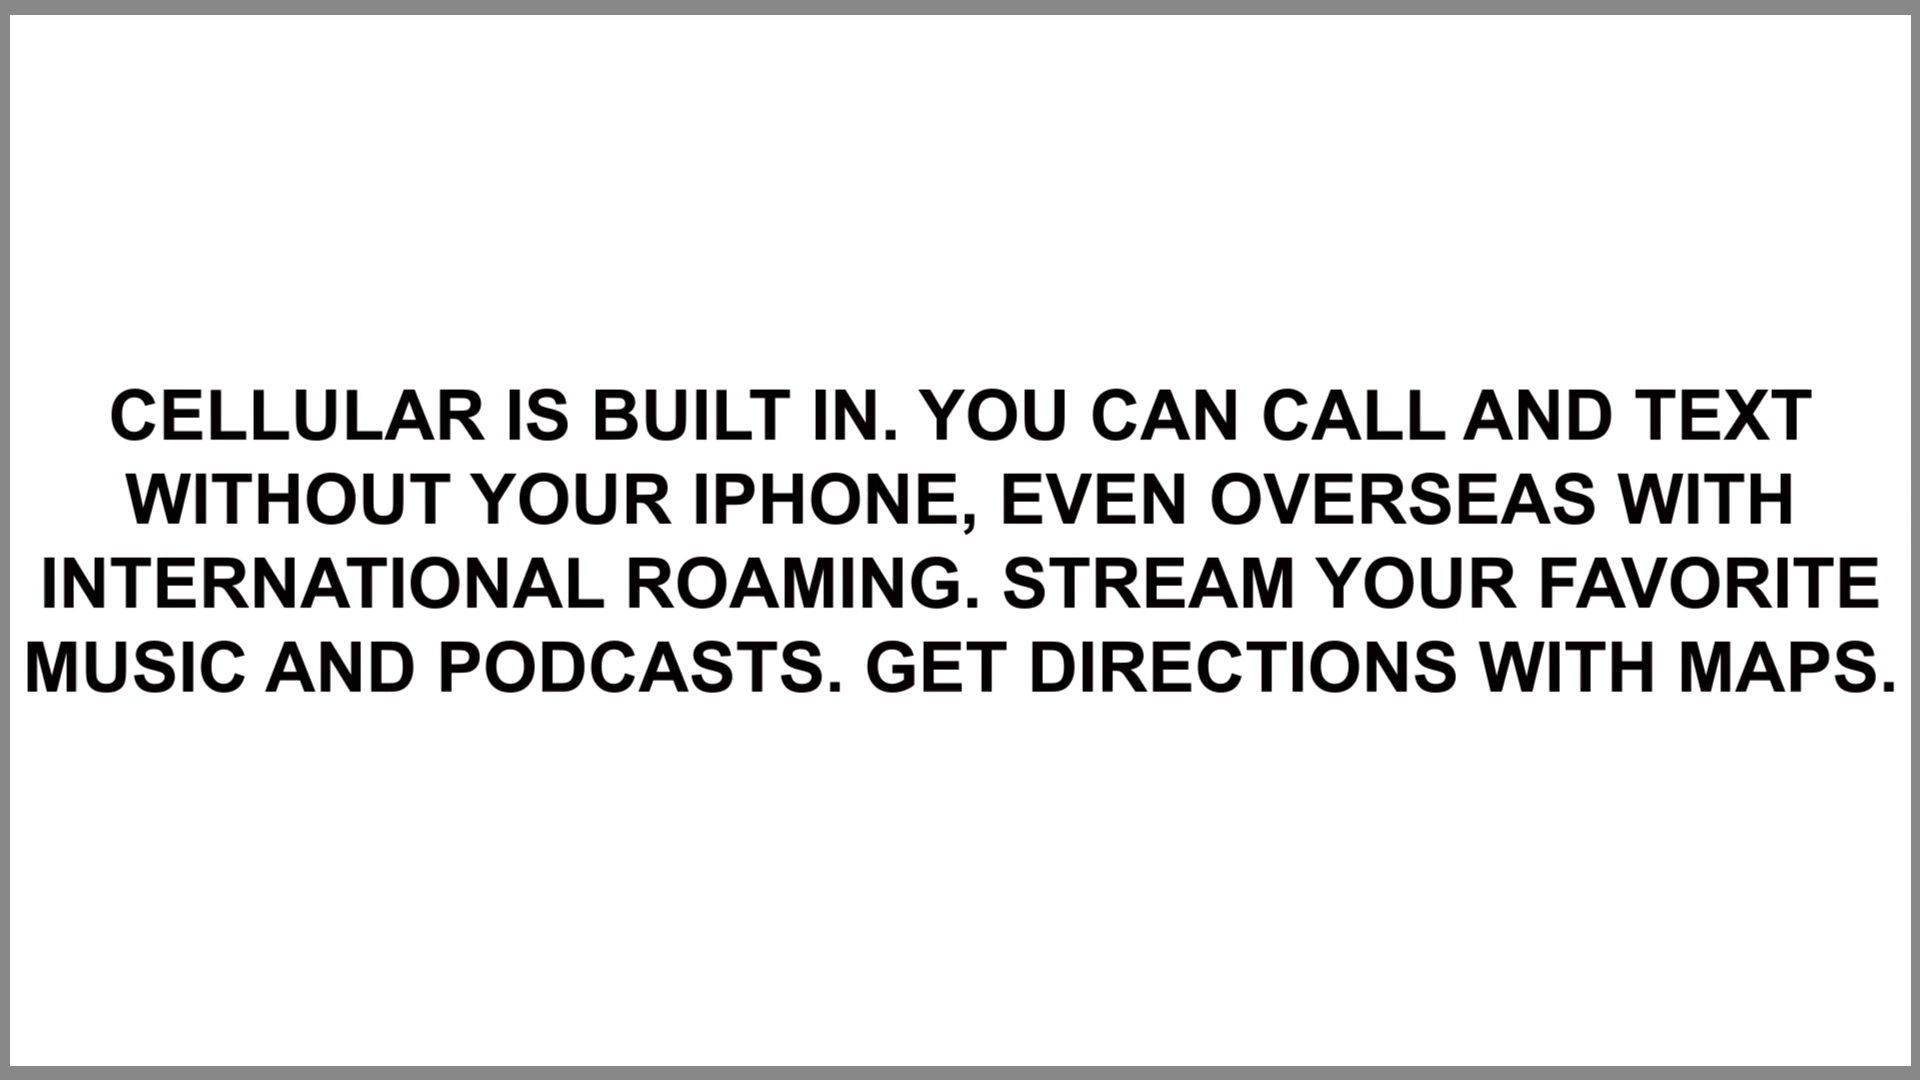 CELLULAR IS BUILT IN. YOU CAN CALL AND TEXT
WITHOUT YOUR IPHONE, EVEN OVERSEAS WITH
INTERNATIONAL ROAMING. STREAM YOUR FAVORITE
MUSIC AND PODCASTS. GET DIRECTIONS WITH MAPS.